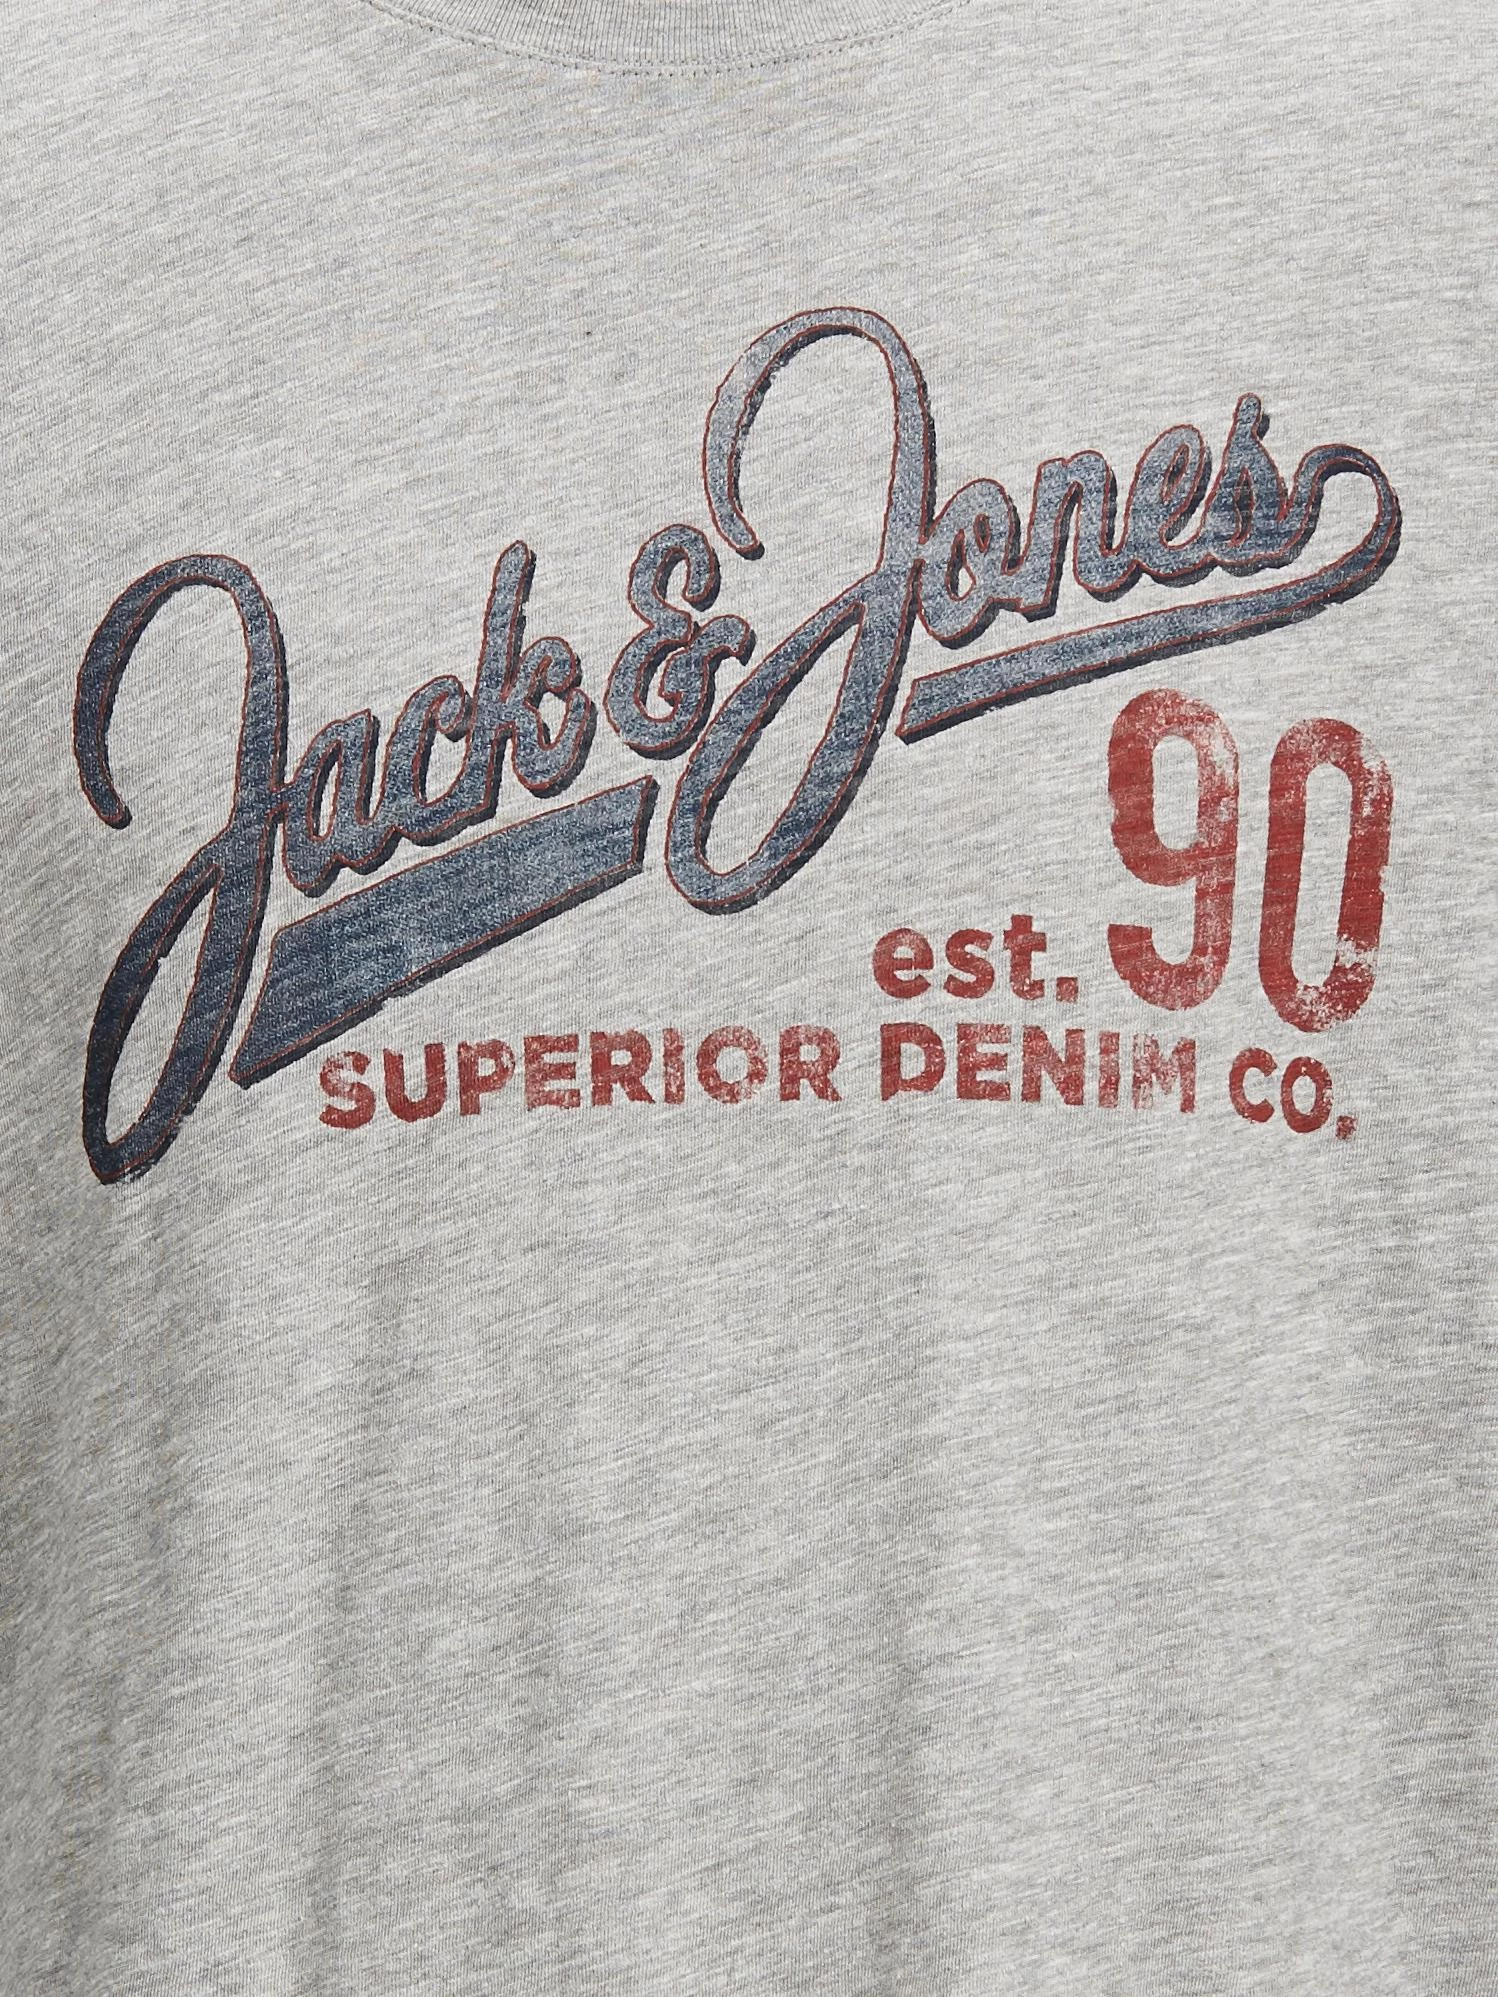 Jack & Jones
est. 90
SUPERIOR DENIM CO.